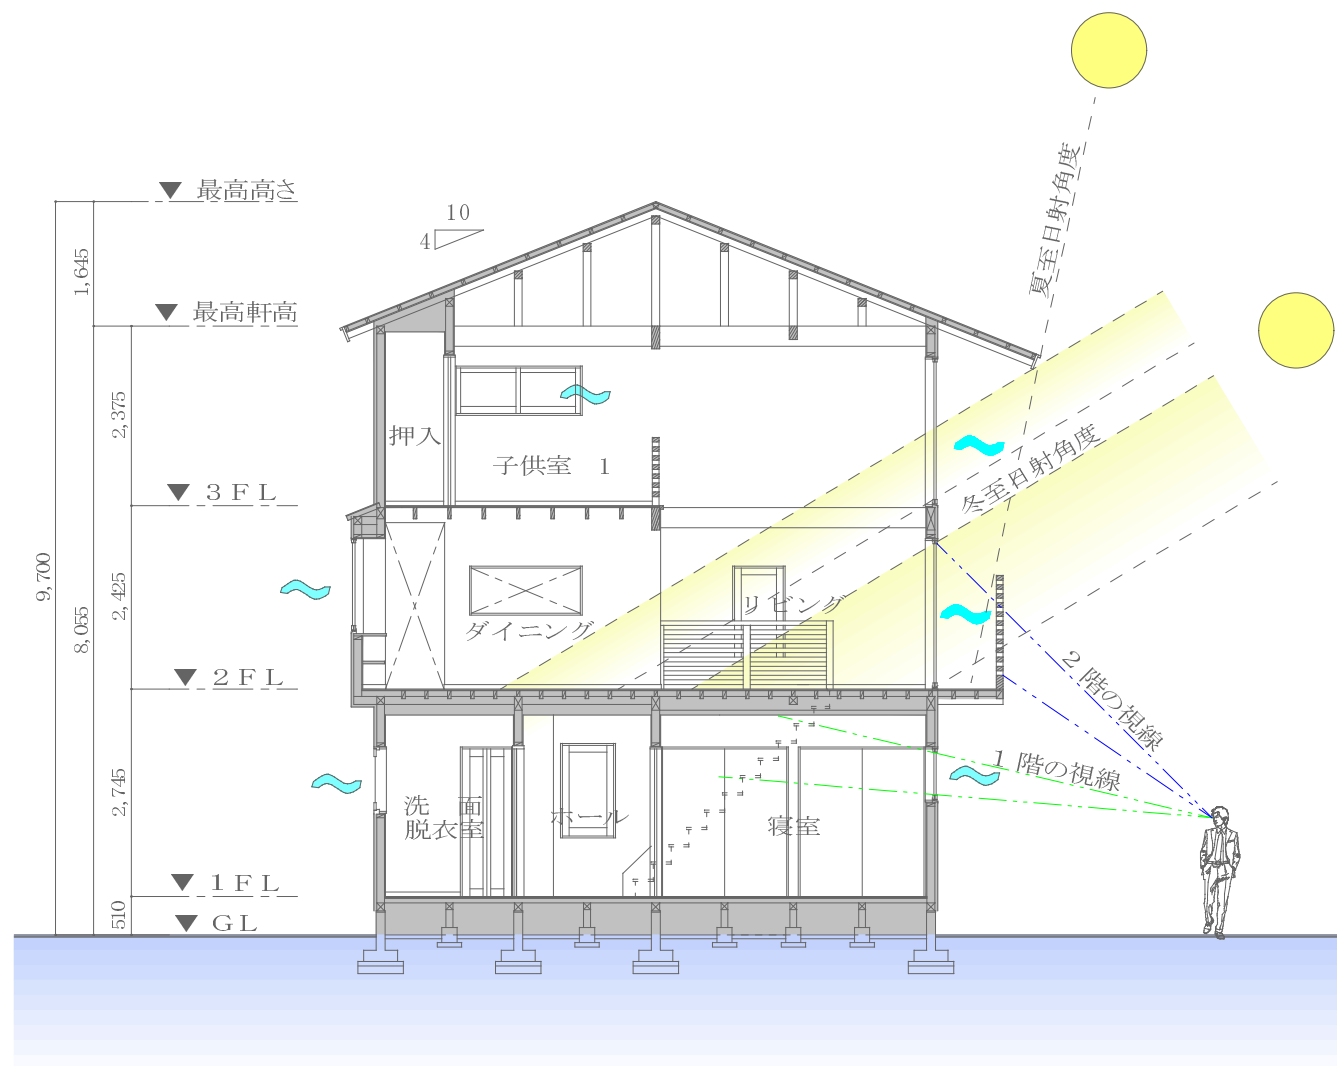 最高高さ
10
4
1,645
最高軒高
夏至日射角度
2,375
押入
子供室 1
冬至日射角度
3FL
9,700
8,055
2,425
リビング
ダイニング
2FL
2階の視線
1階の視線
2,745
洗 面
脱衣室
ホール
寝室
1FL
510
GL